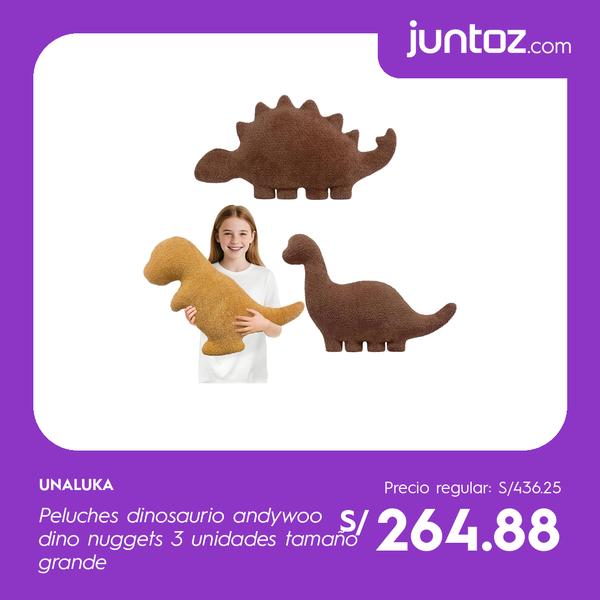 juntoz.com
UNALUKA
Peluches dinosaurio andywoo
dino nuggets 3 unidades tamaño
grande
Precio regular: S/436.25
S/ 264.88